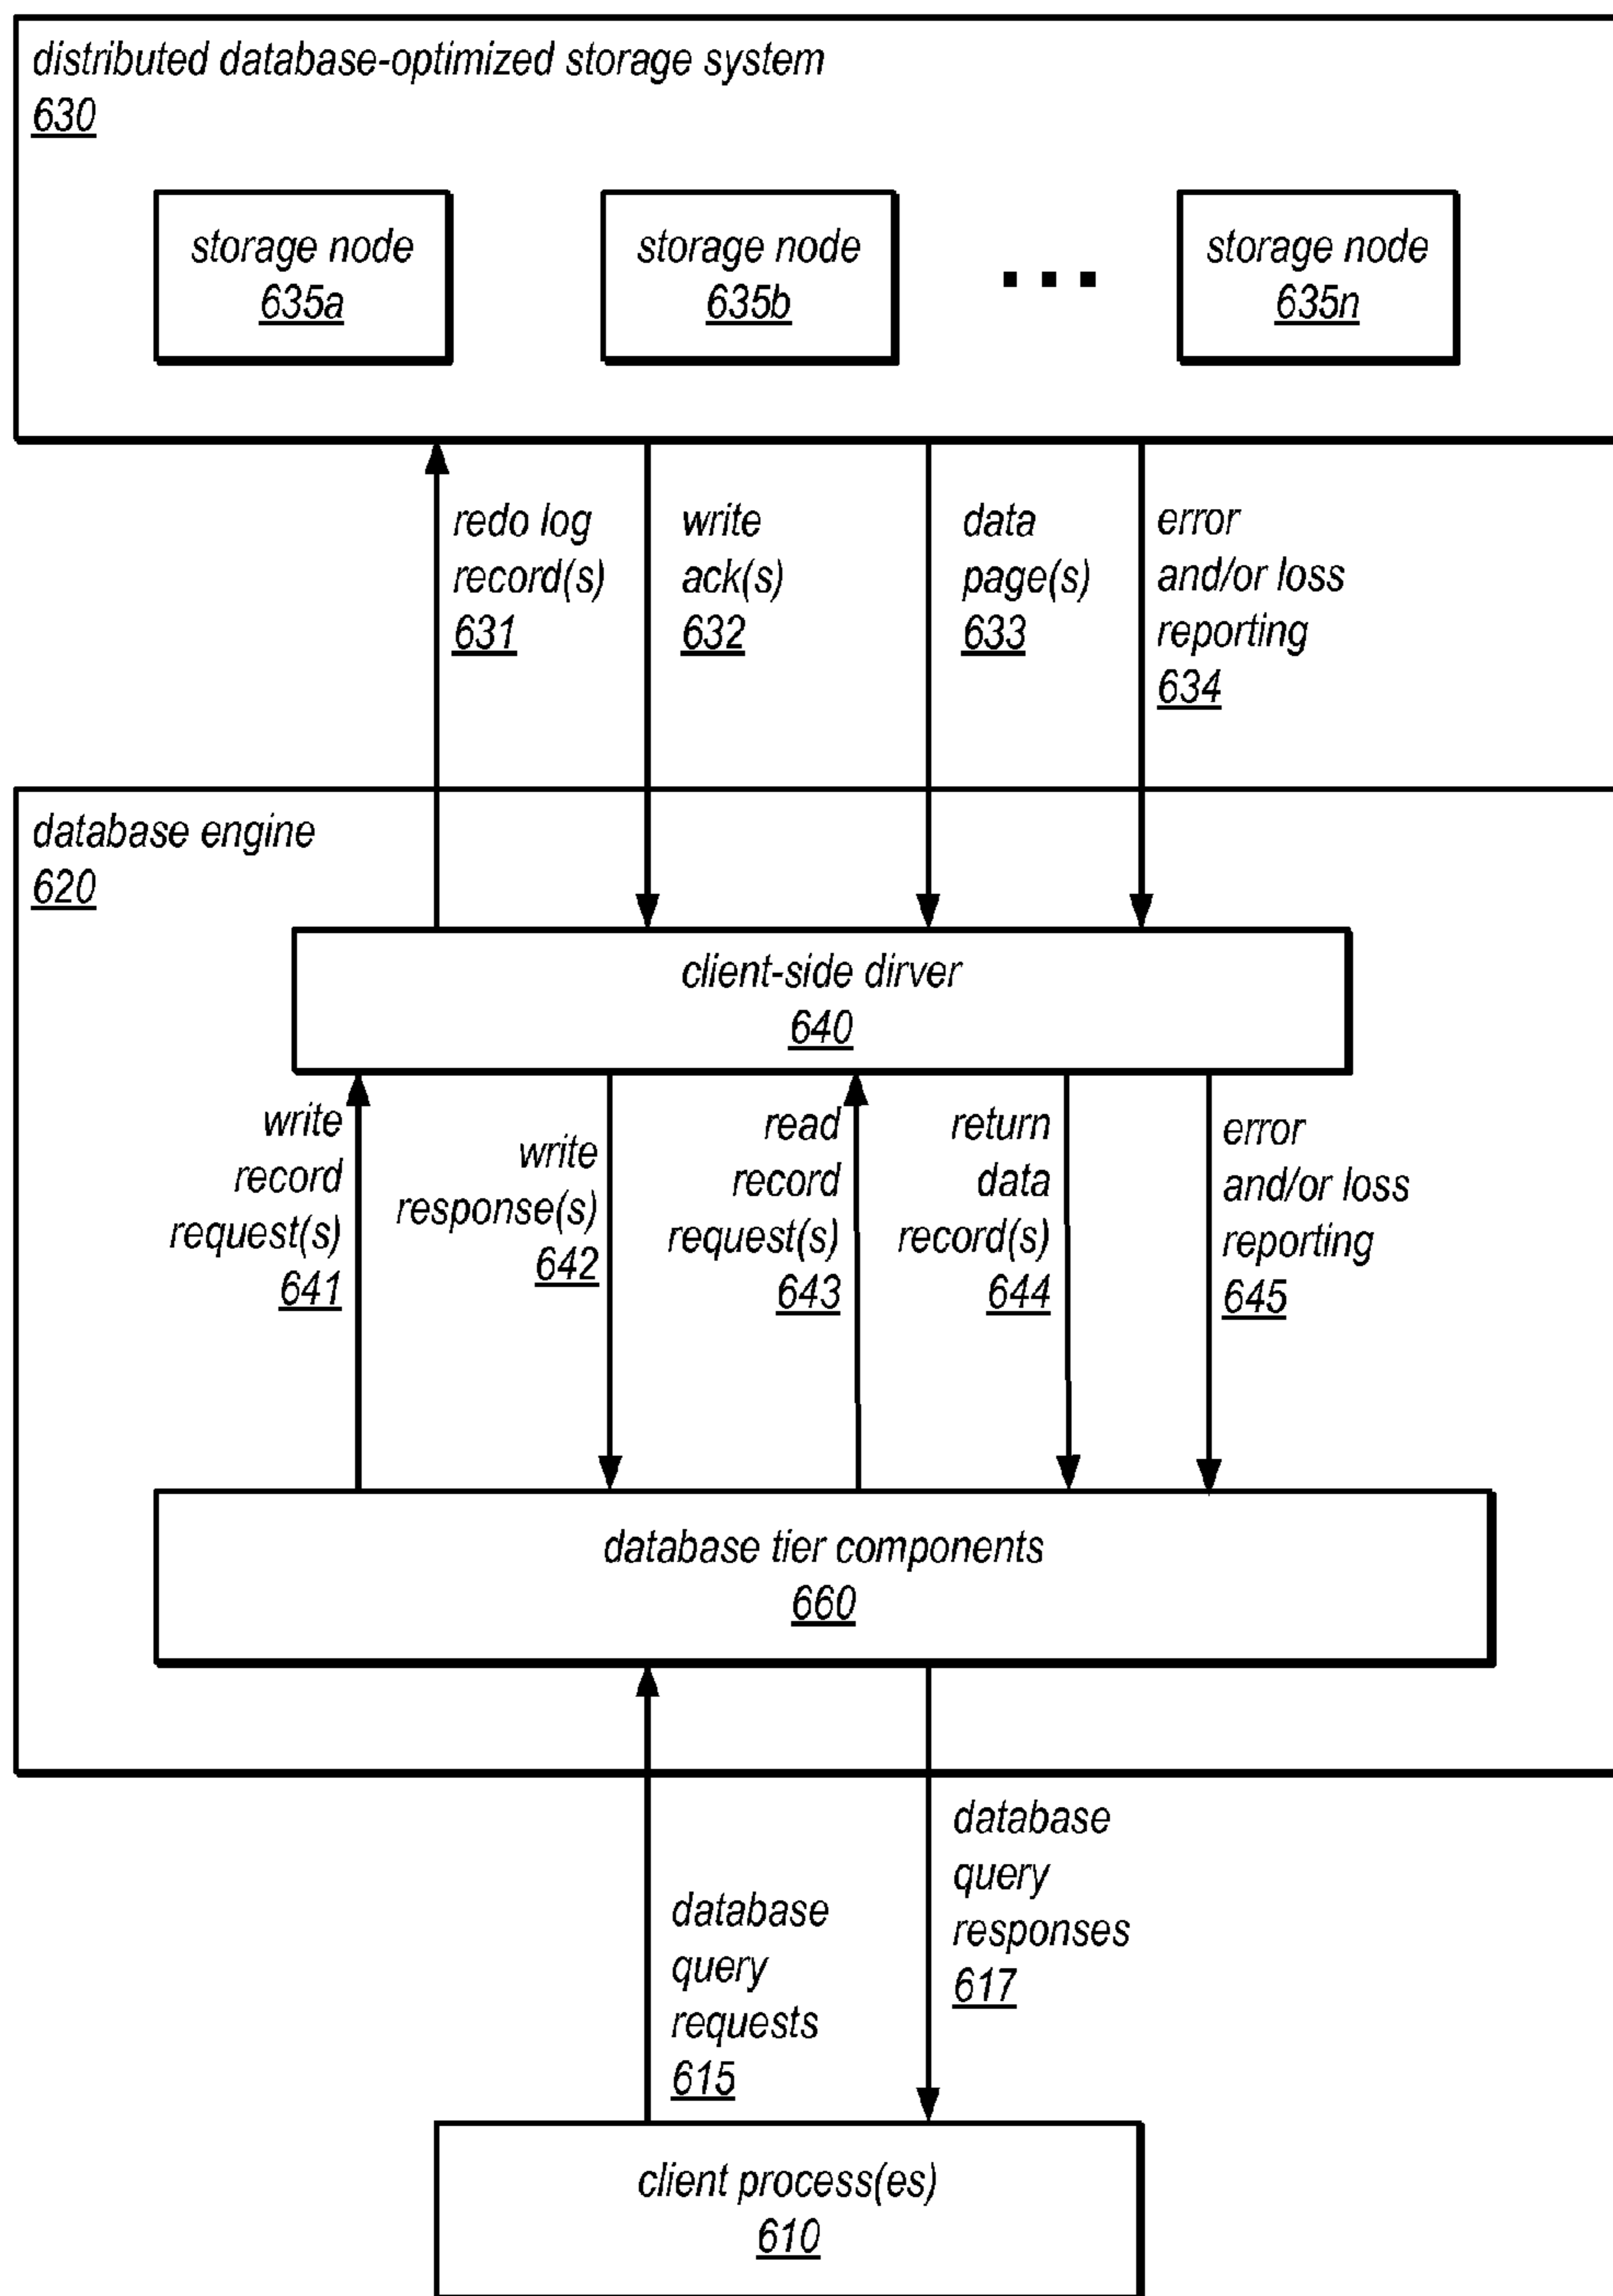 distributed database-optimized storage system
630
storage node
635a
storage node
635b
storage node
635n
redo log
record(s)
631
write
ack(s)
632
data
page(s)
633
error
and/or loss
reporting
634
database engine
620
client-side dirver
640
write
record
request(s)
641
write
response(s)
642
read
record
request(s)
643
return
data
record(s)
644
error
and/or loss
reporting
645
database tier components
660
database
query
requests
615
database
query
responses
617
client process(es)
610